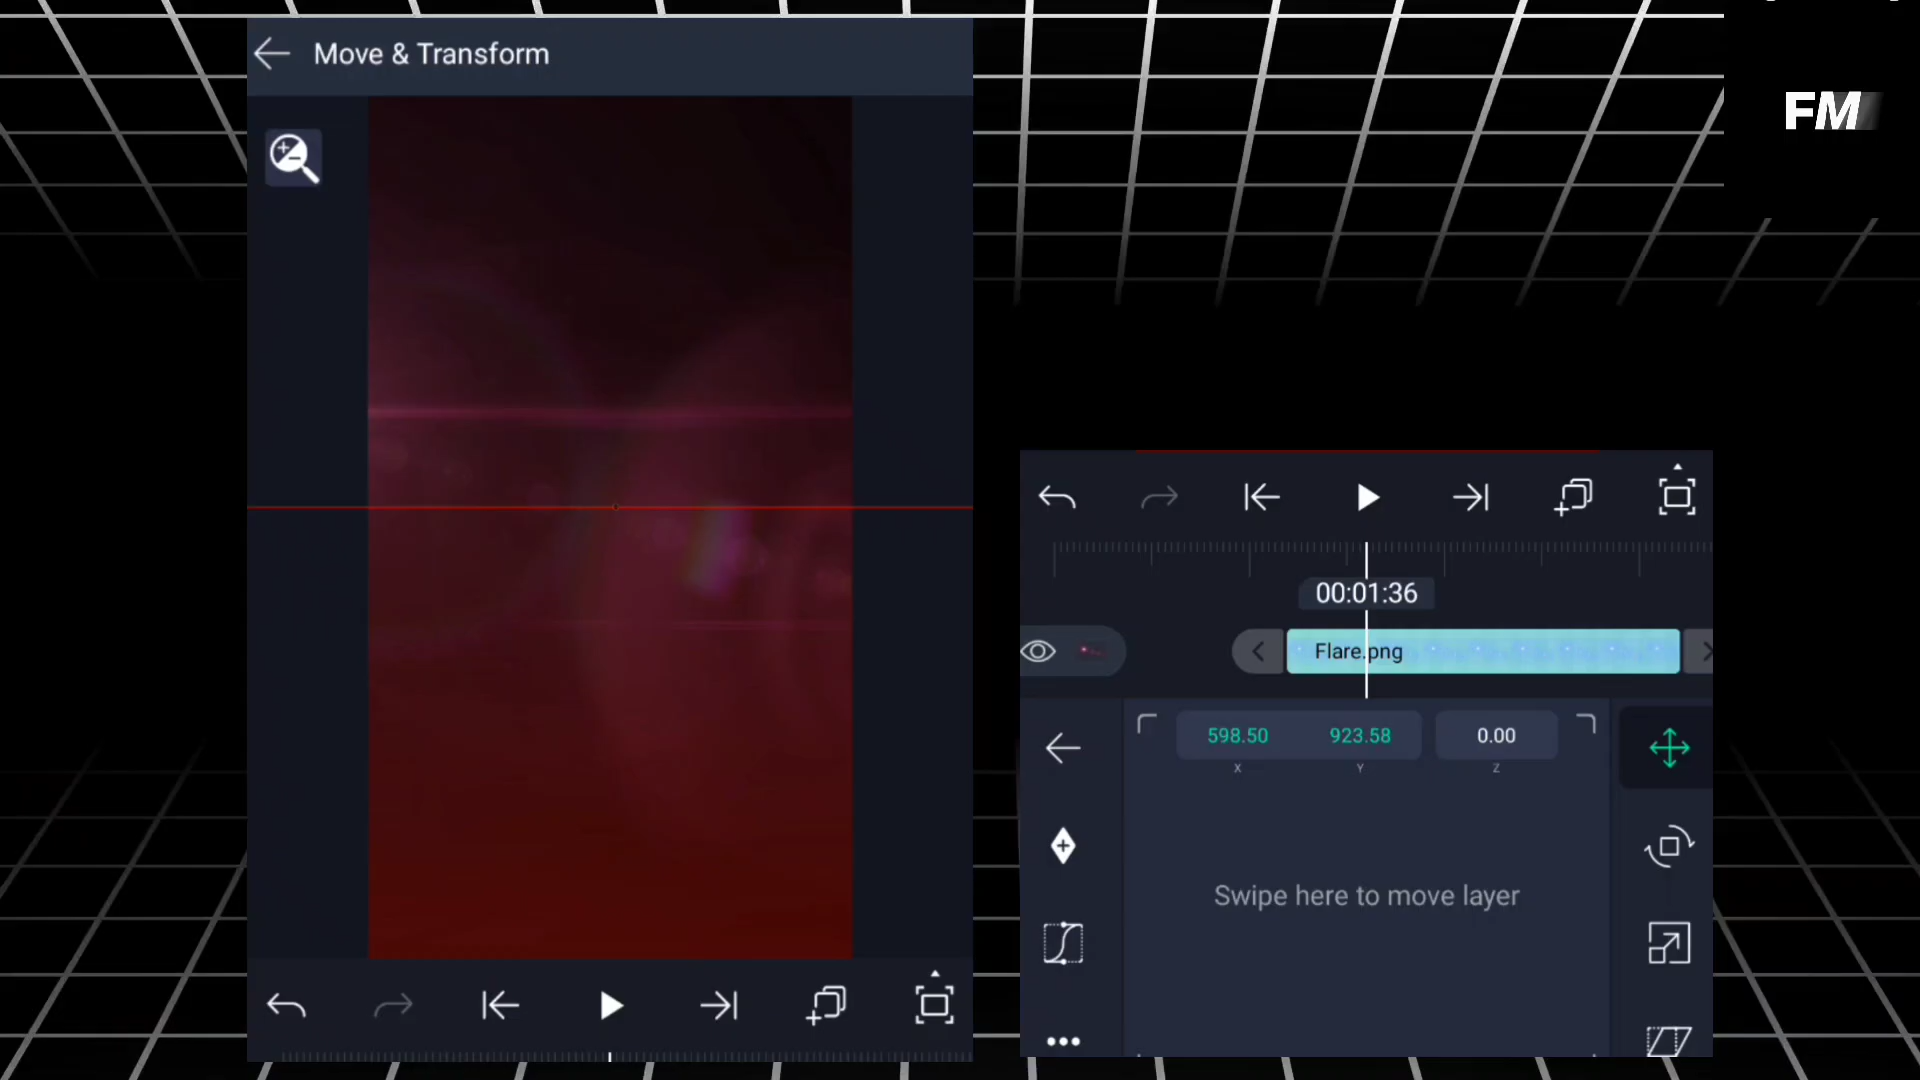 Move & Transform
FM
00:01:36
Flare.png
598.50 923.58 0.00
X Y Z
Swipe here to move layer